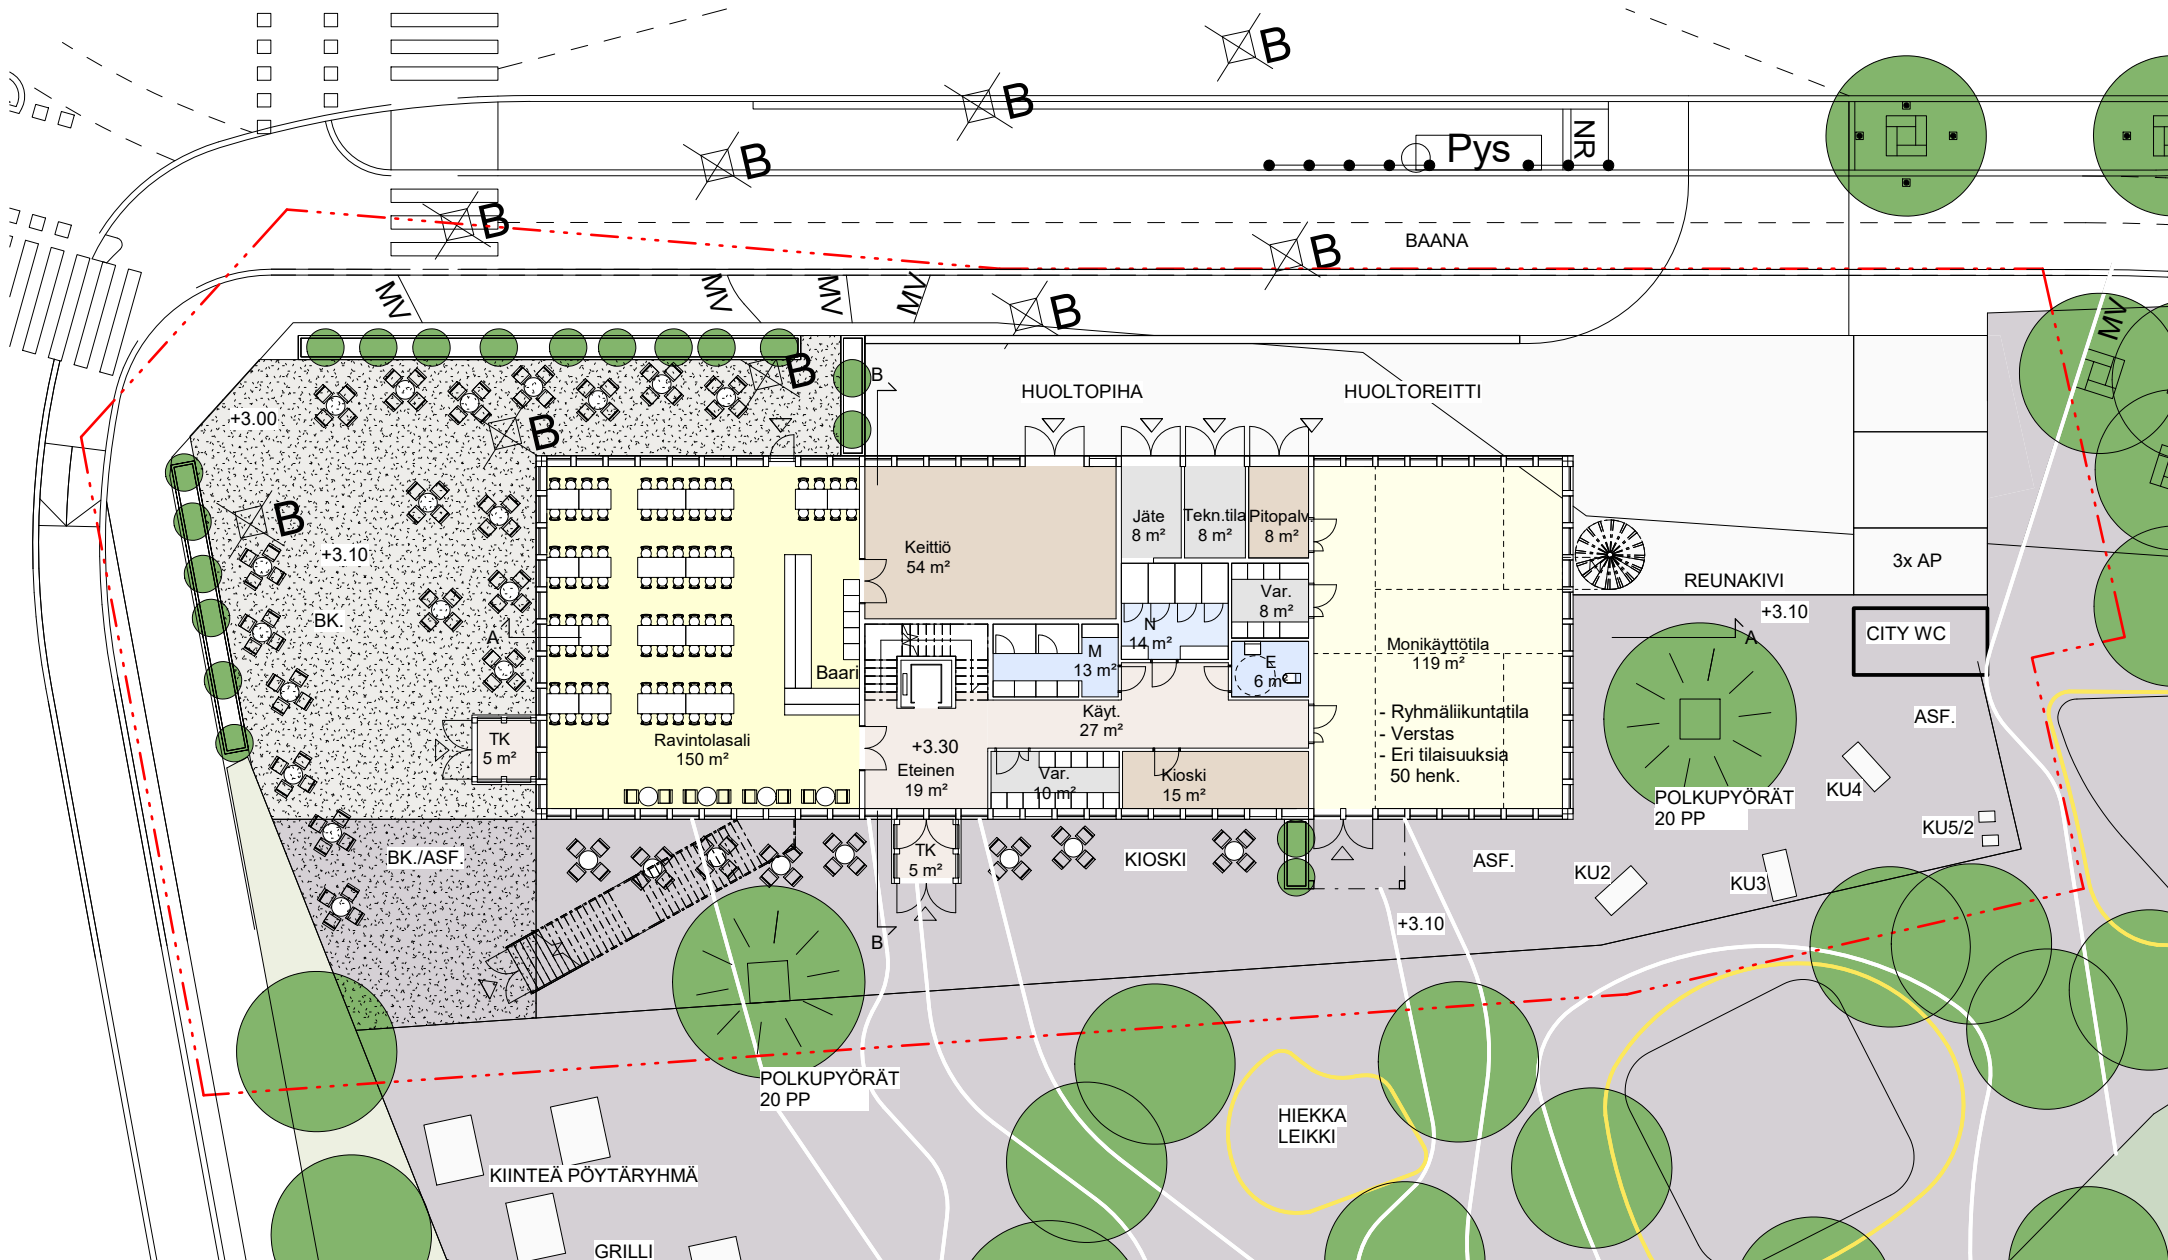 B
B
B
B
B
B
B
B
B
Pys
NR
BAANA
MV
MV
MV
MV
MV
HUOLTOPIHA
HUOLTOREITTI
B
+3.00
+3.10
BK.
A
Keittiö
54 m²
Jäte
8 m²
Tekn.tila
8 m²
Pitopalv.
8 m²
Var.
8 m²
N
14 m²
M
13 m²
E
6 m²
Baari
Käyt.
27 m²
Monikäyttötila
119 m²
- Ryhmäliikuntatila
- Verstas
- Eri tilaisuuksia
50 henk.
REUNAKIVI
+3.10
3x AP
CITY WC
A
ASF.
TK
5 m²
Ravintolasali
150 m²
+3.30
Eteinen
19 m²
Var.
10 m²
Kioski
15 m²
POLKUPYÖRÄT
20 PP
KU4
KU5/2
BK./ASF.
TK
5 m²
KIOSKI
ASF.
KU2
KU3
+3.10
B
POLKUPYÖRÄT
20 PP
HIEKKA
LEIKKI
KIINTEÄ PÖYTÄRYHMÄ
GRILLI